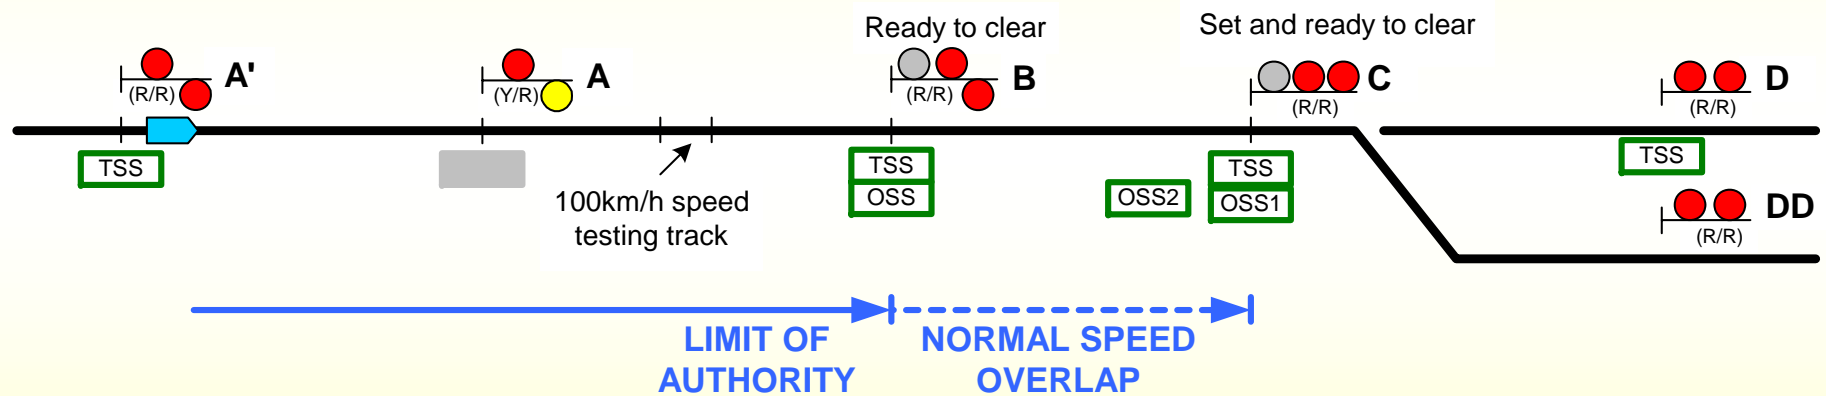 Ready to clear
Set and ready to clear
A'
(R/R)
A
(Y/R)
B
(R/R)
C
(R/R)
D
(R/R)
TSS
100km/h speed
testing track
TSS
OSS
OSS2
TSS
OSS1
TSS
DD
(R/R)
LIMIT OF
AUTHORITY
NORMAL SPEED
OVERLAP